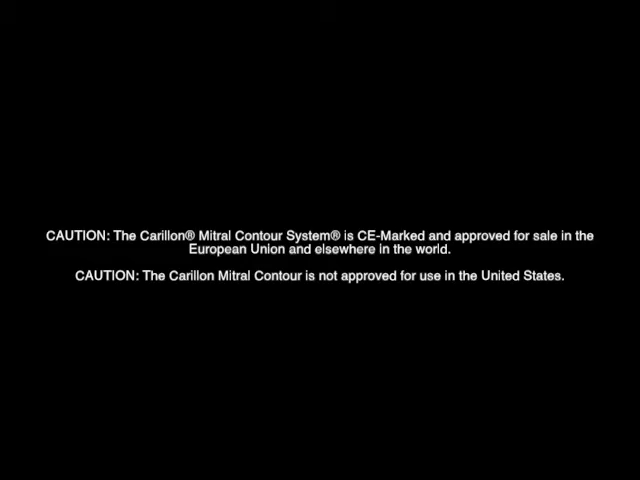 CAUTION: The Carillon® Mitral Contour System® is CE-Marked and approved for sale in the
European Union and elsewhere in the world.
CAUTION: The Carillon Mitral Contour is not approved for use in the United States.